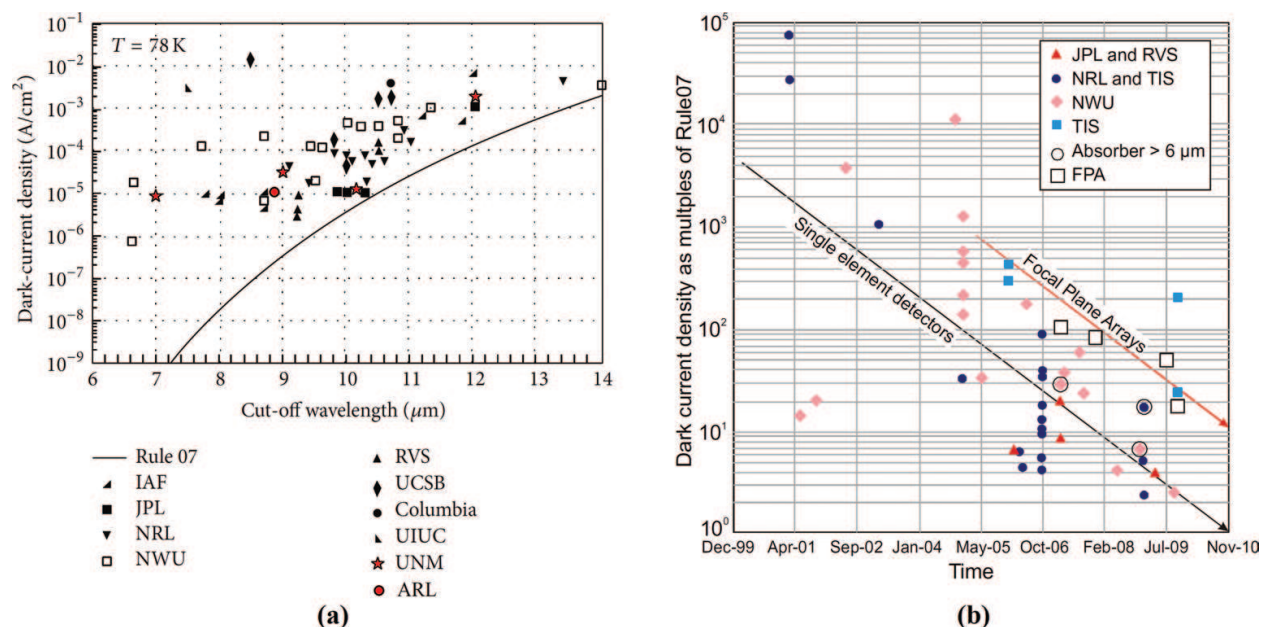 10⁻¹
10⁻²
10⁻³
10⁻⁴
10⁻⁵
10⁻⁶
10⁻⁷
10⁻⁸
10⁻⁹
Dark-current density (A/cm²)
T = 78 K
6 7 8 9 10 11 12 13 14
Cut-off wavelength (μm)
Rule 07
IAF
JPL
NRL
NWU
RVS
UCSB
Columbia
UIUC
UNM
ARL
(a)
10⁵
10⁴
10³
10²
10¹
10⁰
Dark current density as multples of Rule07
JPL and RVS
NRL and TIS
NWU
TIS
Absorber > 6 μm
FPA
Single element detectors
Focal Plane Arrays
Dec-99 Apr-01 Sep-02 Jan-04 May-05 Oct-06 Feb-08 Jul-09 Nov-10
Time
(b)